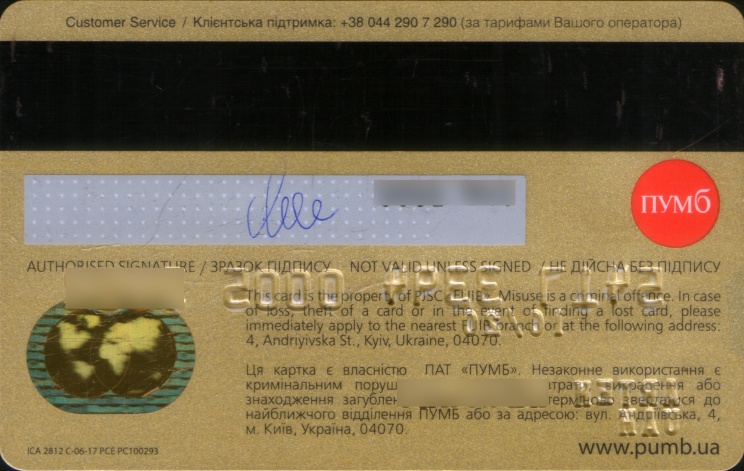 Customer Service / Клієнтська підтримка: +38 044 290 7 290 (за тарифами Вашого оператора)
ПУМБ
AUTHORISED SIGNATURE / ЗРАЗОК ПІДПИСУ NOT VALID UNLESS SIGNED / НЕ ДІЙСНА БЕЗ ПІДПИСУ
This card is the property of PJSC "FUIB". Misuse is a criminal offence. In case
of loss, theft of a card or in the event of finding a lost card, please
immediately apply to the nearest FUIB branch or at the following address:
4, Andriyivska St., Kyiv, Ukraine, 04070.
Ця картка є власністю ПАТ «ПУМБ». Незаконне використання є
кримінальним викрадення або
знаходження звертатися до
найближчого відділення ПУМБ або за адресою: вул. Андріївська, 4,
м. Київ, Україна, 04070.
ICA 2812 C-06-17 PCE PC100293
www.pumb.ua